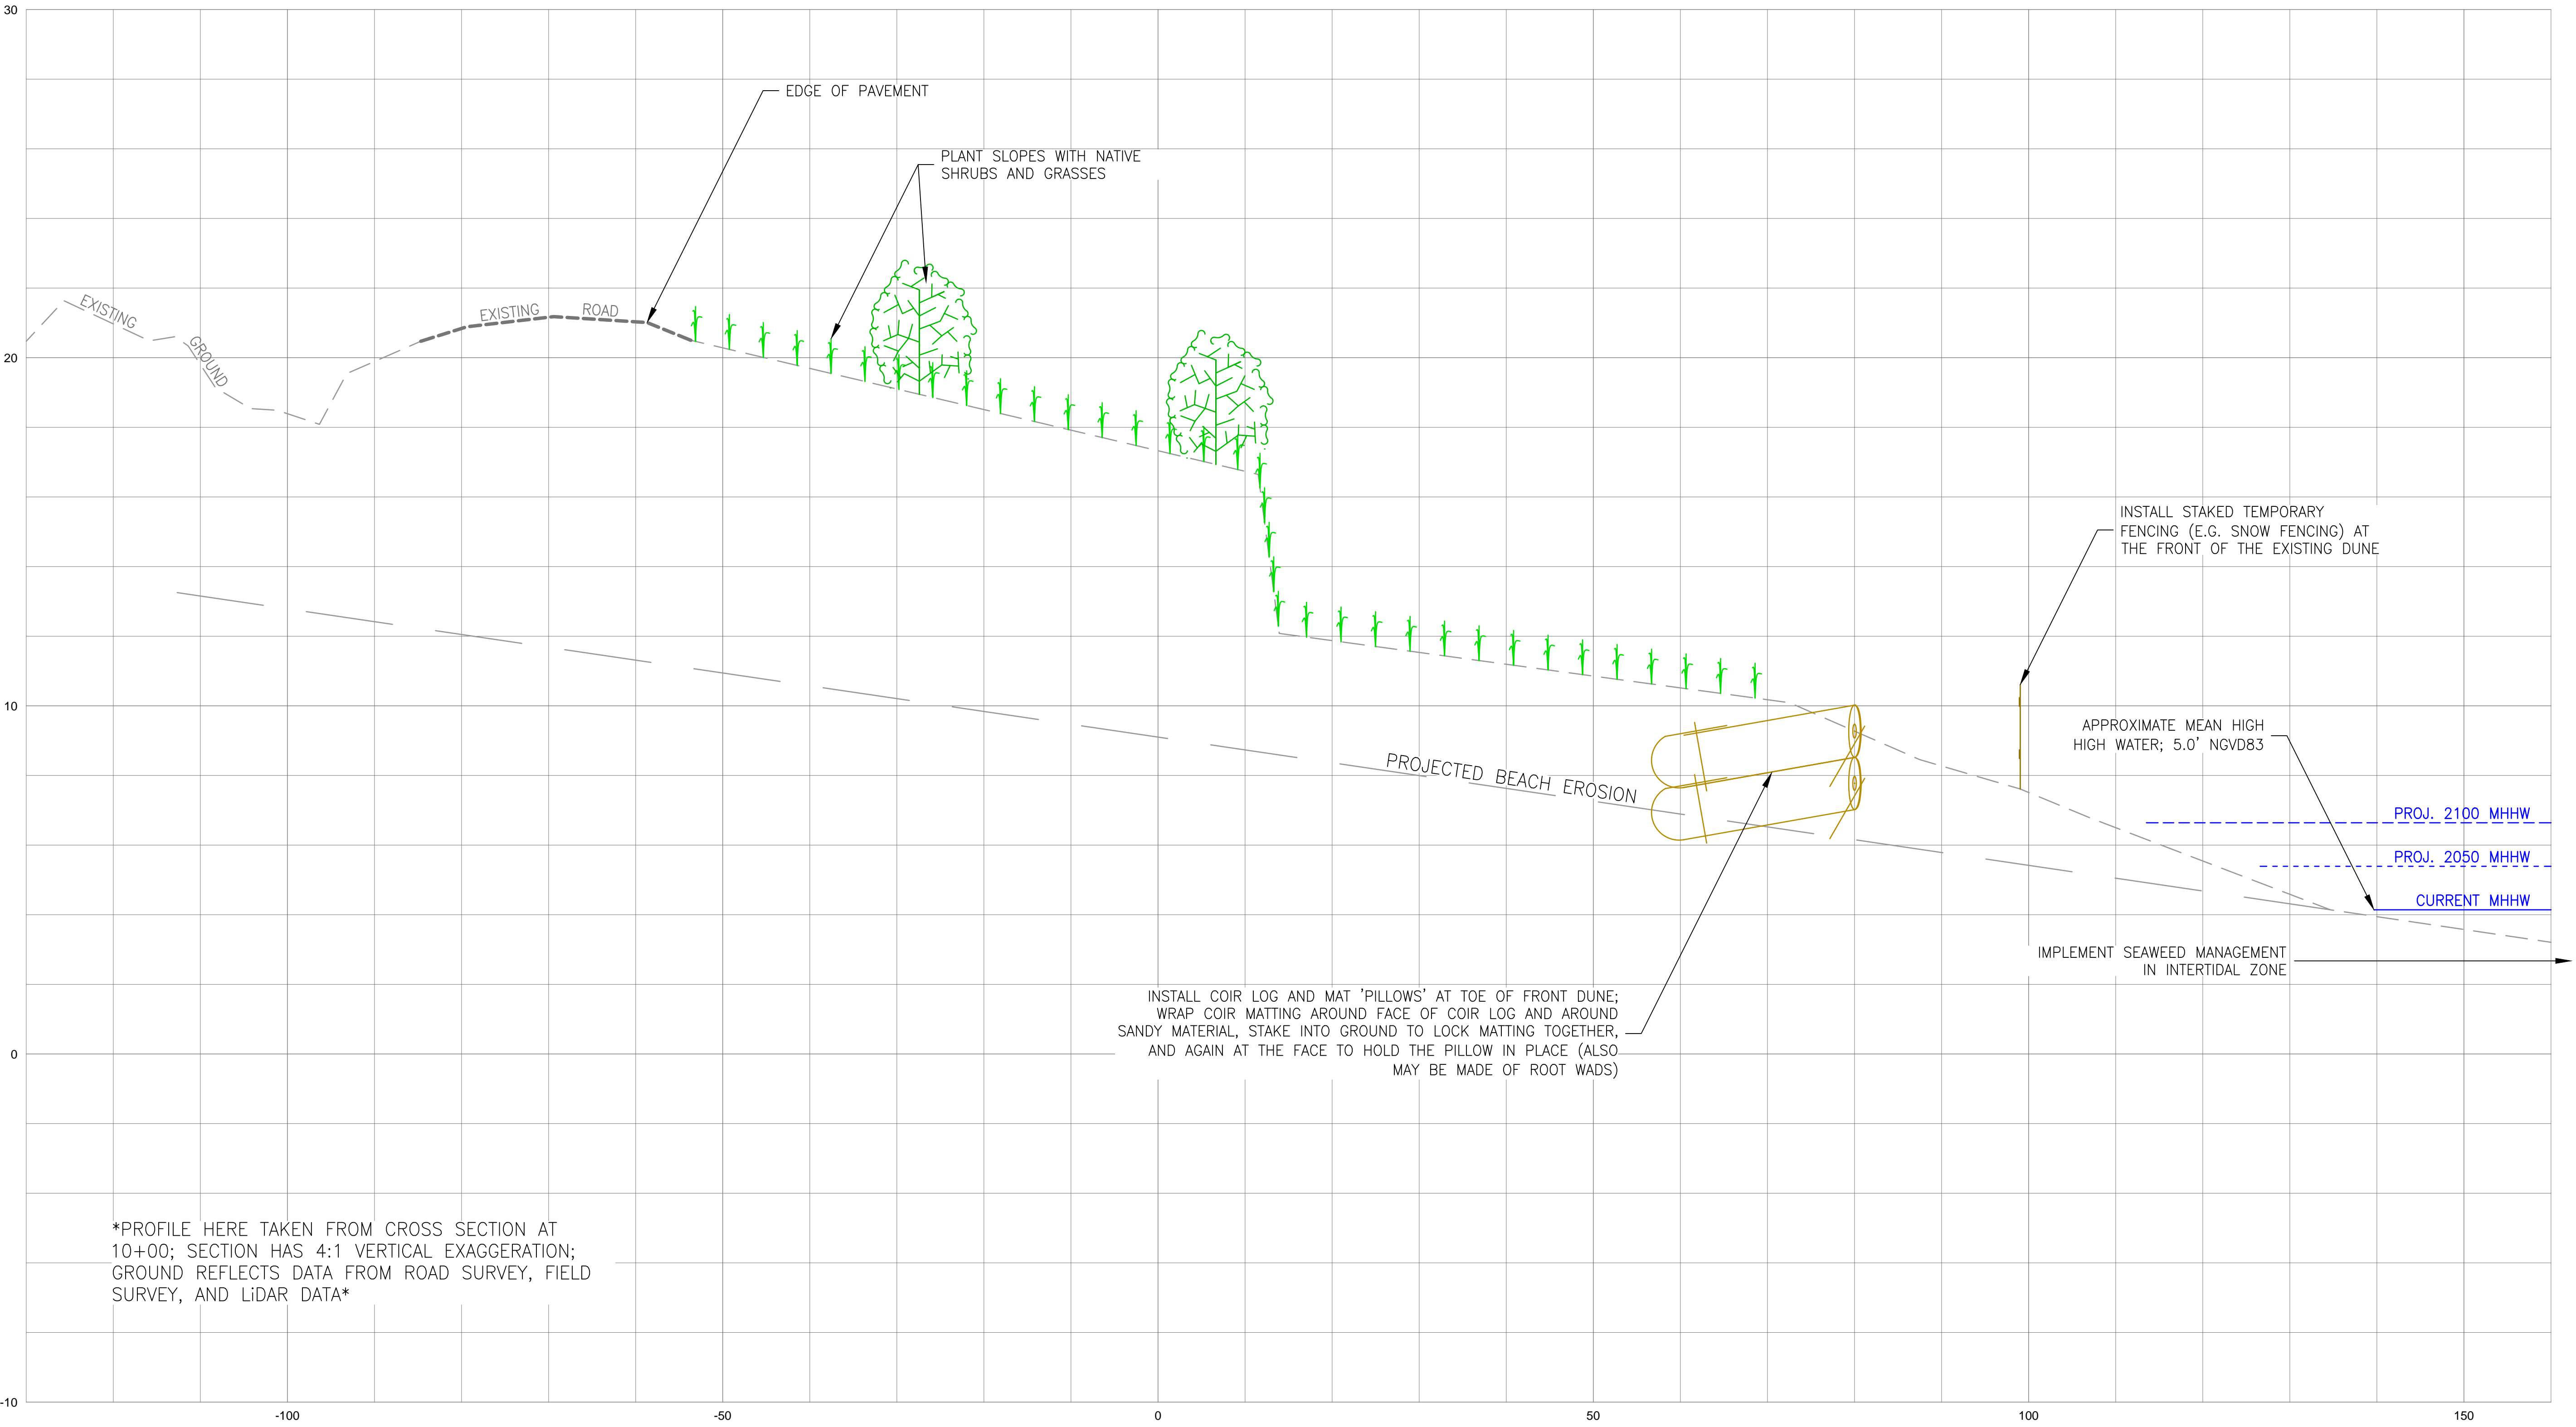 30
EDGE OF PAVEMENT
PLANT SLOPES WITH NATIVE
SHRUBS AND GRASSES
EXISTING
GROUND
EXISTING ROAD
20
INSTALL STAKED TEMPORARY
FENCING (E.G. SNOW FENCING) AT
THE FRONT OF THE EXISTING DUNE
10
APPROXIMATE MEAN HIGH
HIGH WATER; 5.0' NGVD83
PROJECTED BEACH EROSION
PROJ. 2100 MHHW
PROJ. 2050 MHHW
CURRENT MHHW
IMPLEMENT SEAWEED MANAGEMENT
IN INTERTIDAL ZONE
INSTALL COIR LOG AND MAT 'PILLOWS' AT TOE OF FRONT DUNE;
WRAP COIR MATTING AROUND FACE OF COIR LOG AND AROUND
SANDY MATERIAL, STAKE INTO GROUND TO LOCK MATTING TOGETHER,
AND AGAIN AT THE FACE TO HOLD THE PILLOW IN PLACE (ALSO
MAY BE MADE OF ROOT WADS)
0
*PROFILE HERE TAKEN FROM CROSS SECTION AT
10+00; SECTION HAS 4:1 VERTICAL EXAGGERATION;
GROUND REFLECTS DATA FROM ROAD SURVEY, FIELD
SURVEY, AND LiDAR DATA*
-10
-100 -50 0 50 100 150